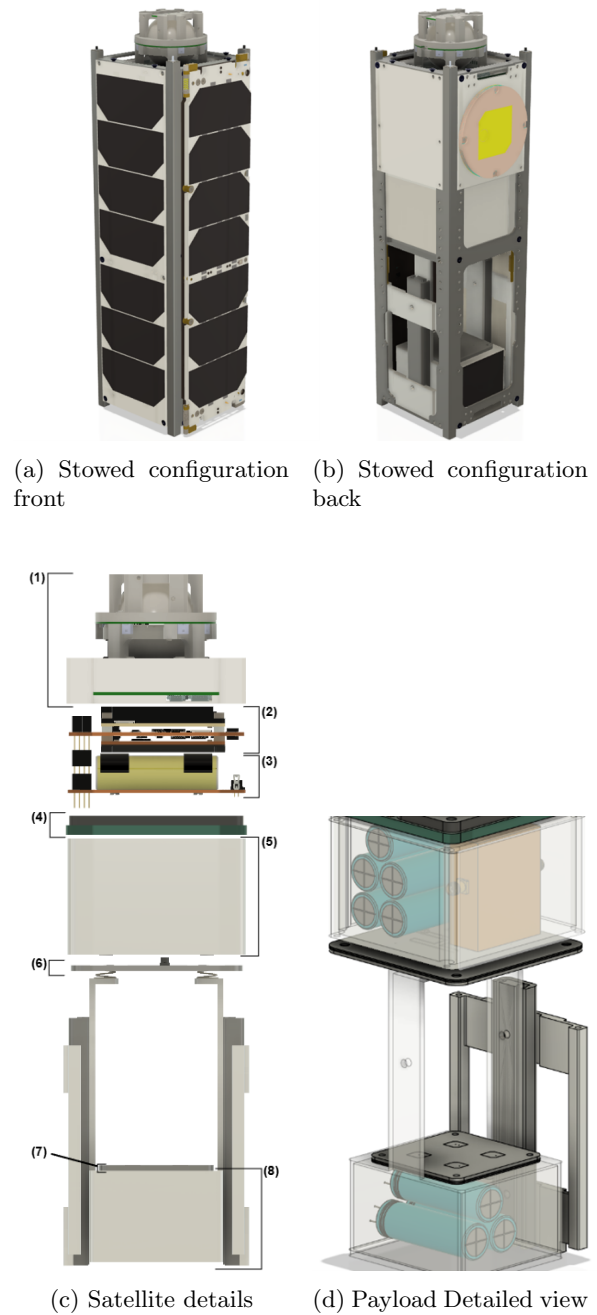 (a) Stowed configuration
front
(b) Stowed configuration
back
(1)
(2)
(3)
(4)
(5)
(6)
(7)
(8)
(c) Satellite details
(d) Payload Detailed view